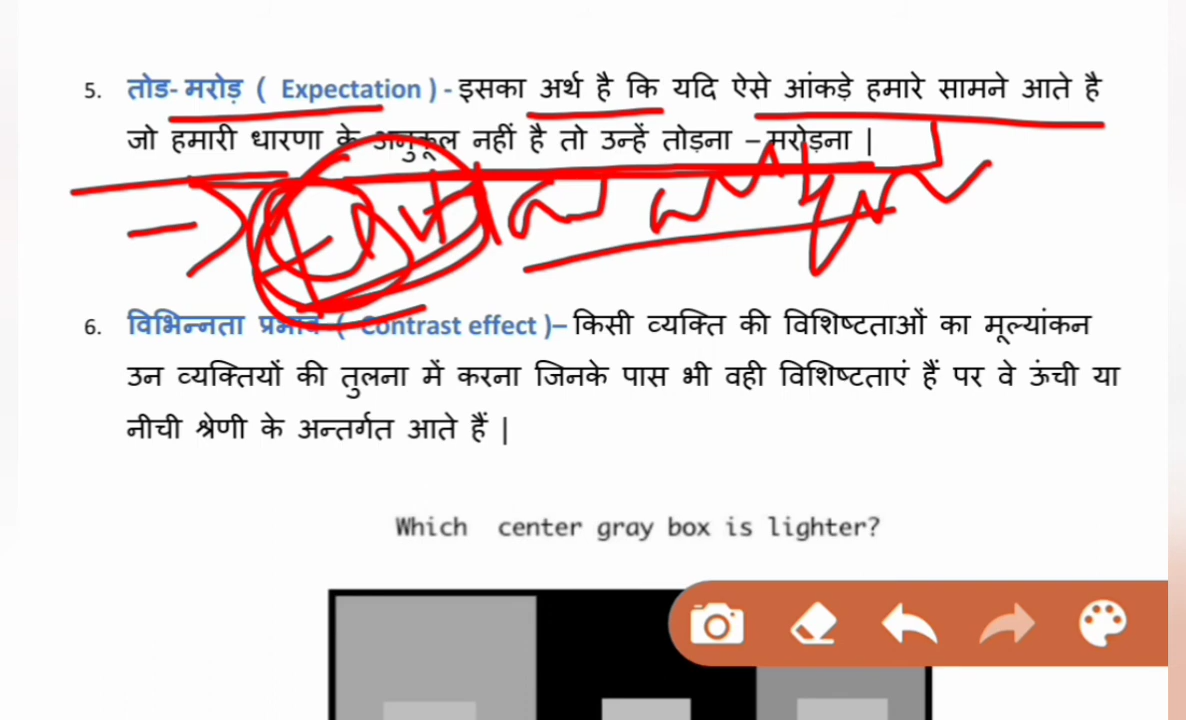 5. तोड- मरोड़ ( Expectation ) - इसका अर्थ है कि यदि ऐसे आंकड़े हमारे सामने आते है
जो हमारी धारणा के अनुकूल नहीं है तो उन्हें तोड़ना – मरोड़ना |
6. विभिन्नता प्रभाव ( Contrast effect )– किसी व्यक्ति की विशिष्टताओं का मूल्यांकन
उन व्यक्तियों की तुलना में करना जिनके पास भी वही विशिष्टताएं हैं पर वे ऊंची या
नीची श्रेणी के अन्तर्गत आते हैं |
Which center gray box is lighter?